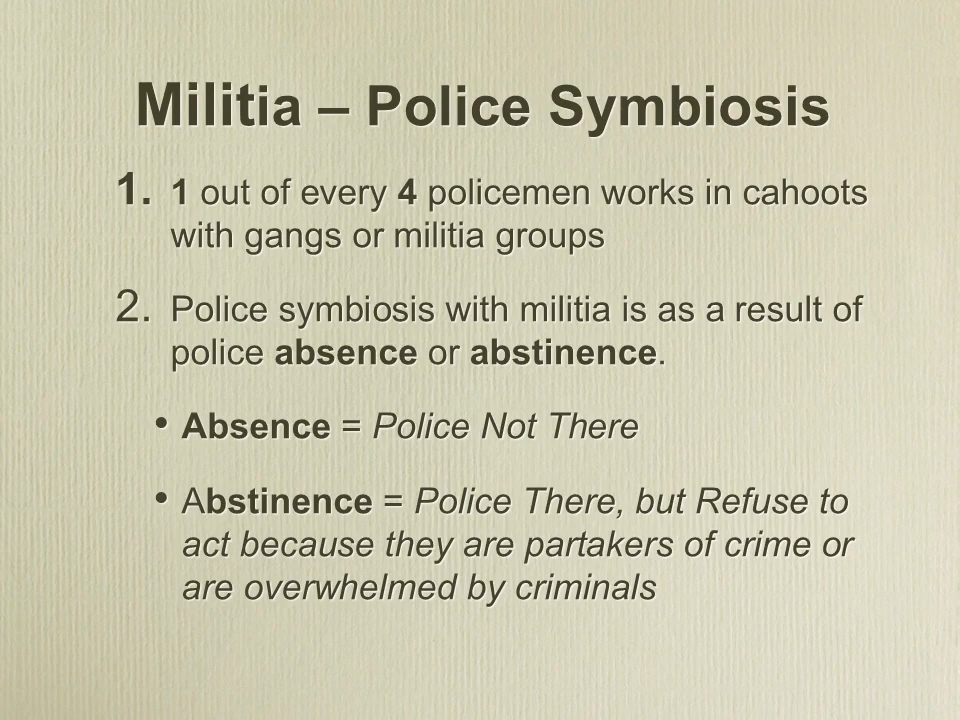 Militia – Police Symbiosis
1. 1 out of every 4 policemen works in cahoots
with gangs or militia groups
2. Police symbiosis with militia is as a result of
police absence or abstinence.
• Absence = Police Not There
• Abstinence = Police There, but Refuse to
act because they are partakers of crime or
are overwhelmed by criminals